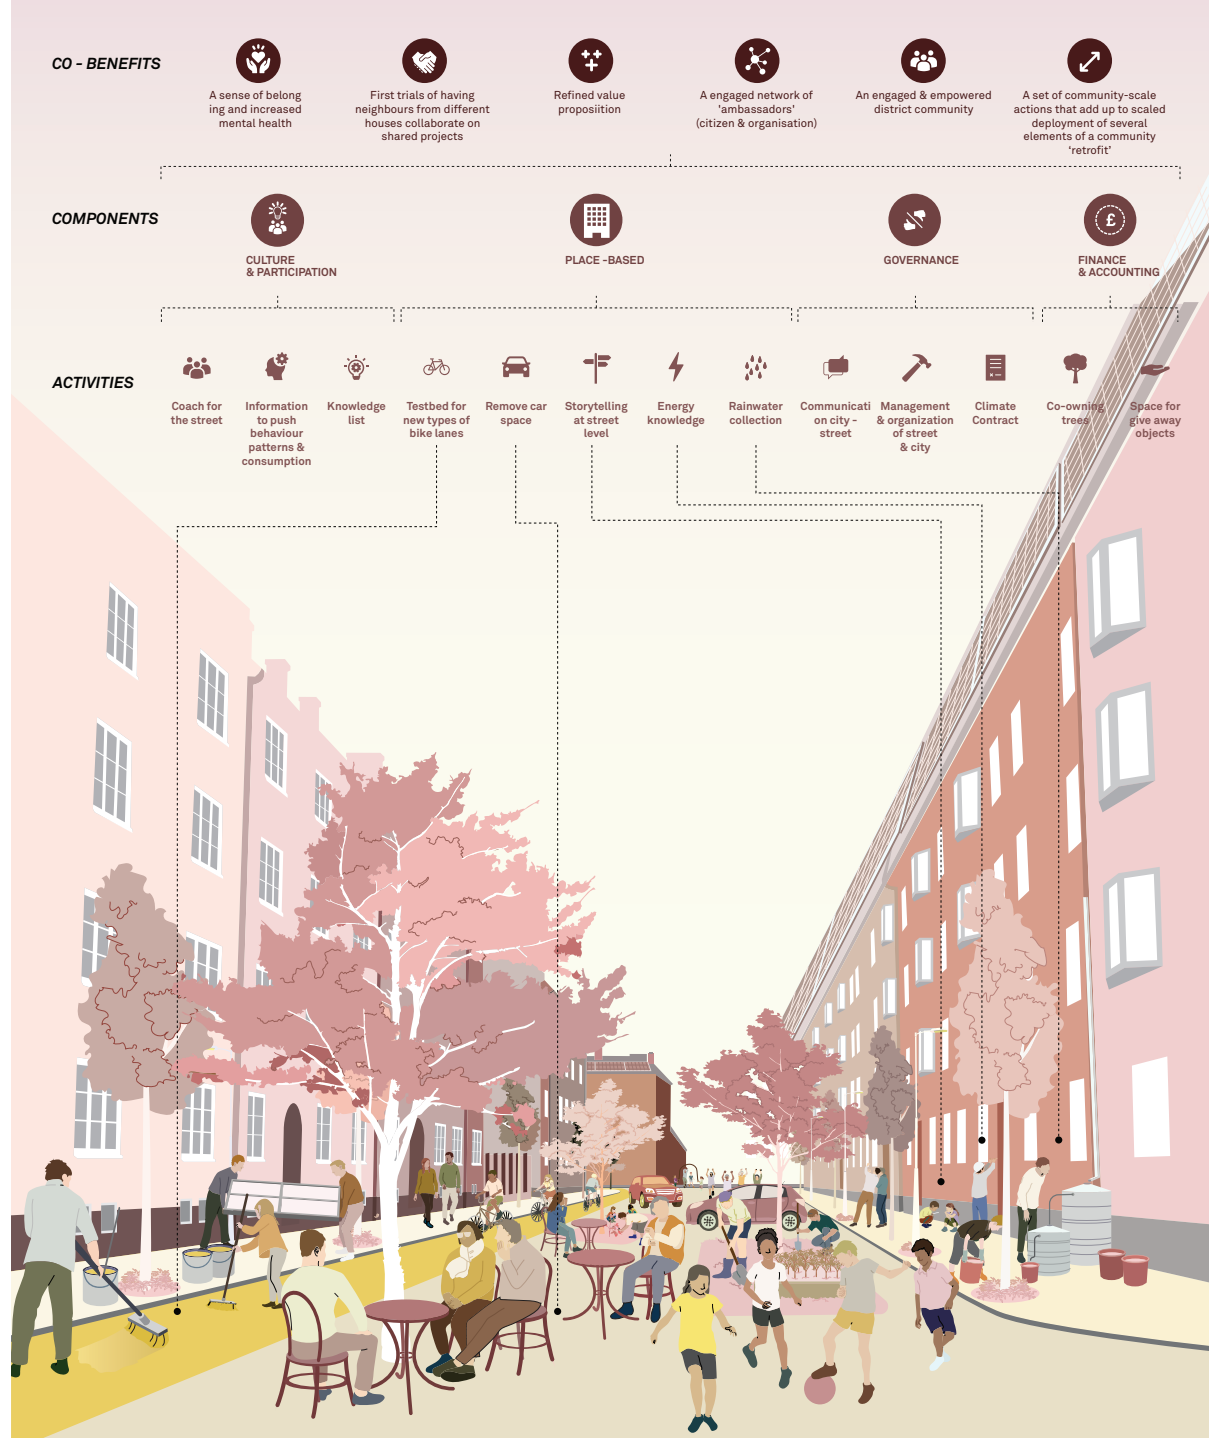 CO - BENEFITS
A sense of belong
ing and increased
mental health
First trials of having
neighbours from different
houses collaborate on
shared projects
Refined value
proposiition
A engaged network of
'ambassadors'
(citizen & organisation)
An engaged & empowered
district community
A set of community-scale
actions that add up to scaled
deployment of several
elements of a community
‘retrofit’
COMPONENTS
CULTURE
& PARTICIPATION
PLACE -BASED
GOVERNANCE
£
FINANCE
& ACCOUNTING
ACTIVITIES
Coach for
the street
Information
to push
behaviour
patterns &
consumption
Knowledge
list
Testbed for
new types of
bike lanes
Remove car
space
Storytelling
at street
level
Energy
knowledge
Rainwater
collection
Communicati
on city -
street
Management
& organization
of street
& city
Climate
Contract
Co-owning
trees
Space for
give away
objects